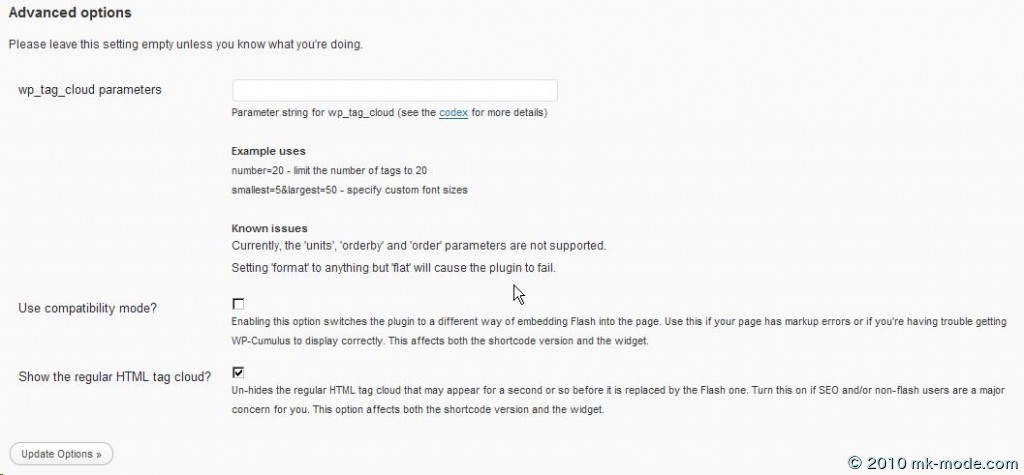 Advanced options
Please leave this setting empty unless you know what you're doing.
wp_tag_cloud parameters
Parameter string for wp_tag_cloud (see the codex for more details)
Example uses
number=20 - limit the number of tags to 20
smallest=5&largest=50 - specify custom font sizes
Known issues
Currently, the 'units', 'orderby' and 'order' parameters are not supported.
Setting 'format' to anything but 'flat' will cause the plugin to fail.
Use compatibility mode?
Enabling this option switches the plugin to a different way of embedding Flash into the page. Use this if your page has markup errors or if you're having trouble getting
WP-Cumulus to display correctly. This affects both the shortcode version and the widget.
Show the regular HTML tag cloud?
Un-hides the regular HTML tag cloud that may appear for a second or so before it is replaced by the Flash one. Turn this on if SEO and/or non-flash users are a major
concern for you. This option affects both the shortcode version and the widget.
Update Options »
© 2010 mk-mode.com